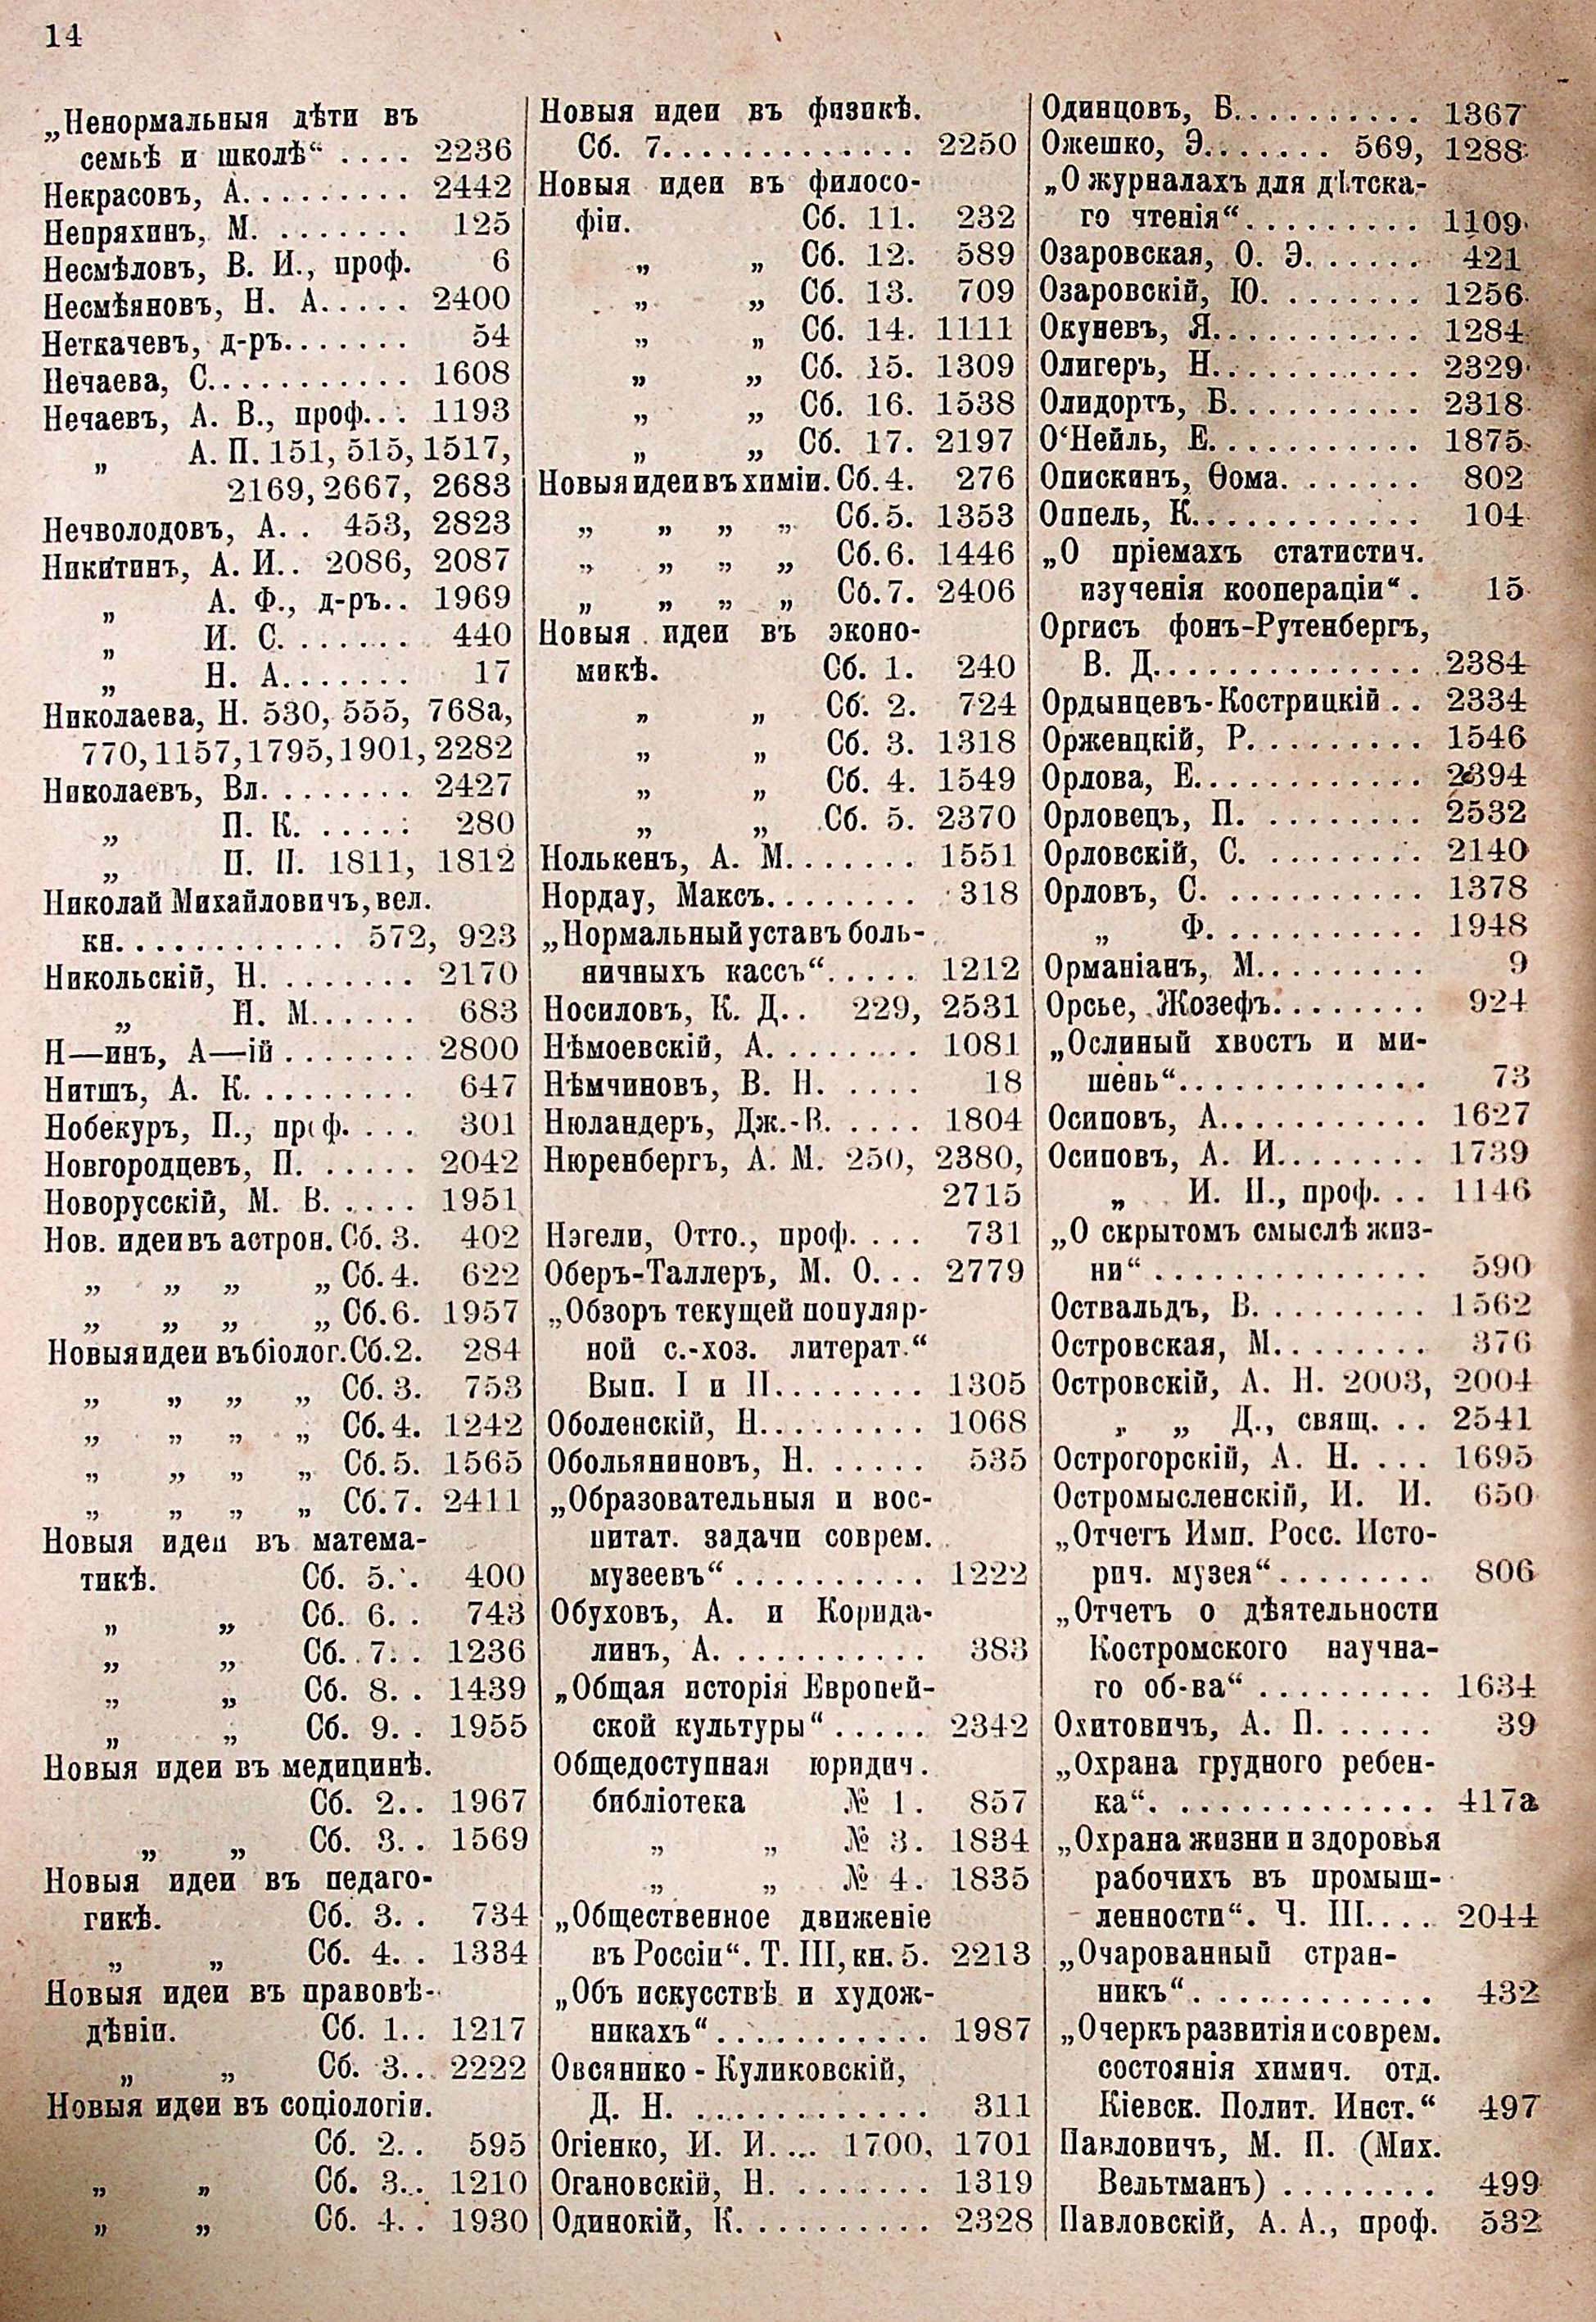 14
„Ненормальныя дѣти въ
семьѣ и школѣ“ .... 2236
Некрасовъ, А. ........ 2442
Непряхинъ, М. ....... 125
Несмѣловъ, В. И., проф. 6
Несмѣяновъ, Н. А..... 2400
Неткачевъ, д-ръ....... 54
Нечаева, С........... 1608
Нечаевъ, А. В., проф... 1193
„ А. П. 151, 515, 1517,
2169, 2667, 2683
Нечволодовъ, А. . 453, 2823
Никитинъ, А. И.. 2086, 2087
„ А. Ф., д-ръ.. 1969
„ И. С........ 440
„ Н. А....... 17
Николаева, Н. 530, 555, 768а,
770, 1157, 1795, 1901, 2282
Николаевъ, Вл. ....... 2427
„ П. К. ..... 280
„ П. П. 1811, 1812
Николай Михайловичъ, вел.
кн. ........... 572, 923
Никольскій, Н. ....... 2170
„ Н. М...... 683
Н—инъ, А—ій ....... 2800
Нитшъ, А. К. ........ 647
Нобекуръ, П., проф. ... 301
Новгородцевъ, П. ..... 2042
Новорусскій, М. В. .... 1951
Нов. идеи въ астрон. Сб. 3. 402
„ „ „ „ Сб. 4. 622
„ „ „ „ Сб. 6. 1957
Новыя идеи въ біолог. Сб. 2. 284
„ „ „ „ Сб. 3. 753
„ „ „ „ Сб. 4. 1242
„ „ „ „ Сб. 5. 1565
„ „ „ „ Сб. 7. 2411
Новыя идеи въ матема-
тикѣ. Сб. 5. . 400
„ „ Сб. 6. . 743
„ „ Сб. 7. . 1236
„ „ Сб. 8. . 1439
„ „ Сб. 9. . 1955
Новыя идеи въ медицинѣ.
Сб. 2. . 1967
„ „ Сб. 3. . 1569
Новыя идеи въ педаго-
гикѣ. Сб. 3. . 734
„ „ Сб. 4. . 1334
Новыя идеи въ правовѣ-
дѣніи. Сб. 1. . 1217
„ „ Сб. 3. . 2222
Новыя идеи въ соціологіи.
Сб. 2. . 595
„ „ Сб. 3. . 1210
„ „ Сб. 4. . 1930
Новыя идеи въ физикѣ.
Сб. 7. ............ 2250
Новыя идеи въ филосо-
фіи. Сб. 11. 232
„ „ Сб. 12. 589
„ „ Сб. 13. 709
„ „ Сб. 14. 1111
„ „ Сб. 15. 1309
„ „ Сб. 16. 1538
„ „ Сб. 17. 2197
Новыя идеи въ химіи. Сб. 4. 276
„ „ „ „ Сб. 5. 1353
„ „ „ „ Сб. 6. 1446
„ „ „ „ Сб. 7. 2406
Новыя идеи въ эконо-
микѣ. Сб. 1. 240
„ „ Сб. 2. 724
„ „ Сб. 3. 1318
„ „ Сб. 4. 1549
„ „ Сб. 5. 2370
Нолькенъ, А. М....... 1551
Нордау, Максъ........ 318
„Нормальный уставъ боль-
ничныхъ кассъ“..... 1212
Носиловъ, К. Д.. 229, 2531
Нѣмоевскій, А. ....... 1081
Нѣмчиновъ, В. Н. .... 18
Нюландеръ, Дж.-В. .... 1804
Нюренбергъ, А. М. 250, 2380,
2715
Нэгели, Отто., проф. ... 731
Оберъ-Таллеръ, М. О. .. 2779
„Обзоръ текущей популяр-
ной с.-хоз. литерат.“
Вып. I и II........ 1305
Оболенскій, Н......... 1068
Обольяниновъ, Н. ..... 535
„Образовательныя и вос-
питат. задачи соврем.
музеевъ“ .......... 1222
Обуховъ, А. и Корида-
линъ, А. .......... 383
„Общая исторія Европей-
ской культуры“ ..... 2342
Общедоступная юридич.
библіотека № 1. 857
„ „ № 3. 1834
„ „ № 4. 1835
„Общественное движеніе
въ Россіи“. Т. III, кн. 5. 2213
„Объ искусствѣ и худож-
никахъ“........... 1987
Овсянико - Куликовскій,
Д. Н. ............ 311
Огіенко, И. И. ... 1700, 1701
Огановскій, Н. ....... 1319
Одинокій, К. ......... 2328
Одинцовъ, Б. ......... 1367
Ожешко, Э. ...... 569, 1288
„О журналахъ для дѣтска-
го чтенія“ ......... 1109
Озаровская, О. Э. ..... 421
Озаровскій, Ю. ....... 1256
Окуневъ, Я. .......... 1284
Олигеръ, Н. .......... 2329
Олидортъ, Б. ......... 2318
О‘Нейль, Е. .......... 1875
Опискинъ, Ѳома. ...... 802
Оппель, К. ........... 104
„О пріемахъ статистич.
изученія коопераціи“ . 15
Оргисъ фонъ-Рутенбергъ,
В. Д. ............. 2384
Ордынцевъ-Кострицкій .. 2334
Орженцкій, Р. ........ 1546
Орлова, Е. ........... 2394
Орловецъ, П. ........ 2532
Орловскій, С. ........ 2140
Орловъ, С. .......... 1378
„ Ф. .......... 1948
Орманіанъ, М. ........ 9
Орсье, Жозефъ........ 924
„Ослиный хвостъ и ми-
шень“............. 73
Осиповъ, А. .......... 1627
Осиповъ, А. И. ....... 1739
„ И. П., проф. .. 1146
„О скрытомъ смыслѣ жиз-
ни“ .............. 590
Оствальдъ, В. ........ 1562
Островская, М. ....... 376
Островскій, А. Н. 2003, 2004
„ „ Д., свящ. .. 2541
Острогорскій, А. Н. ... 1695
Остромысленскій, И. И. 650
„Отчетъ Имп. Росс. Исто-
рич. музея“ ........ 806
„Отчетъ о дѣятельности
Костромского научна-
го об-ва“ ......... 1634
Охитовичъ, А. П. ..... 39
„Охрана грудного ребен-
ка“. ............. 417а
„Охрана жизни и здоровья
рабочихъ въ промыш-
ленности“. Ч. III. ... 2044
„Очарованный стран-
никъ“. ........... 432
„Очеркъ развитія и соврем.
состоянія химич. отд.
Кіевск. Полит. Инст.“ 497
Павловичъ, М. П. (Мих.
Вельтманъ) ........ 499
Павловскій, А. А., проф. 532